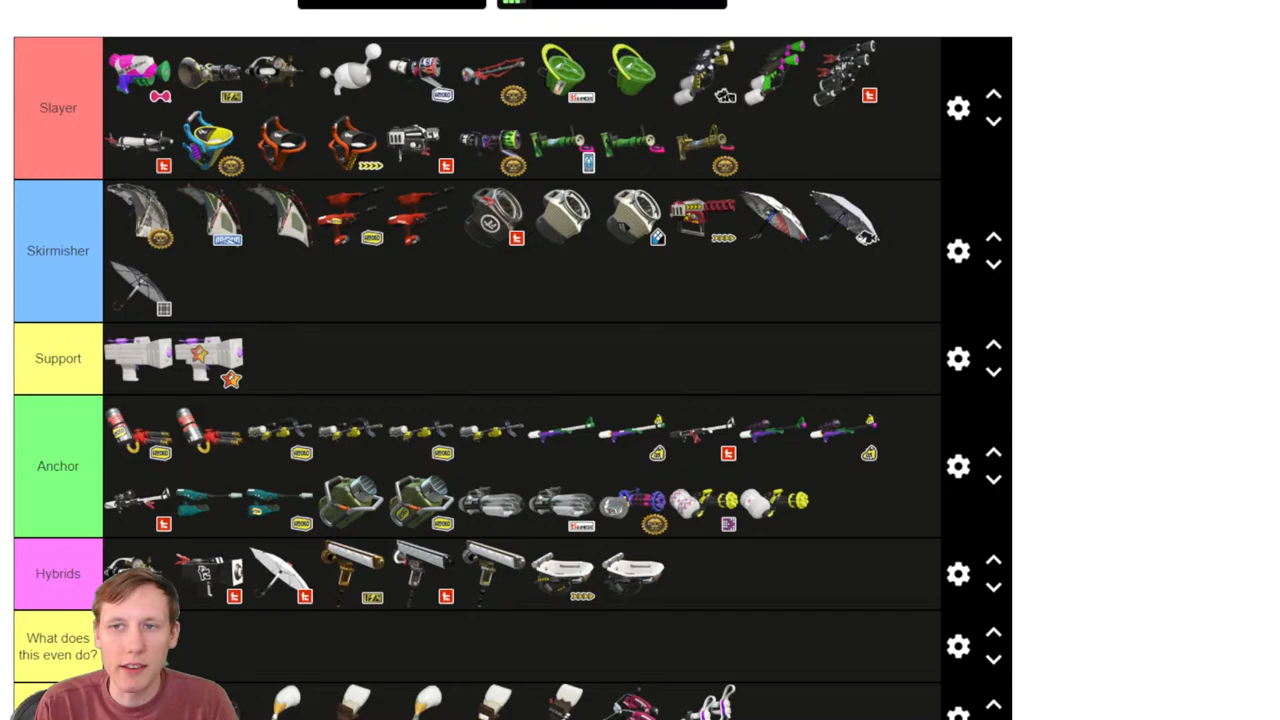 Slayer
Skirmisher
Support
Anchor
Hybrids
What does
this even do?